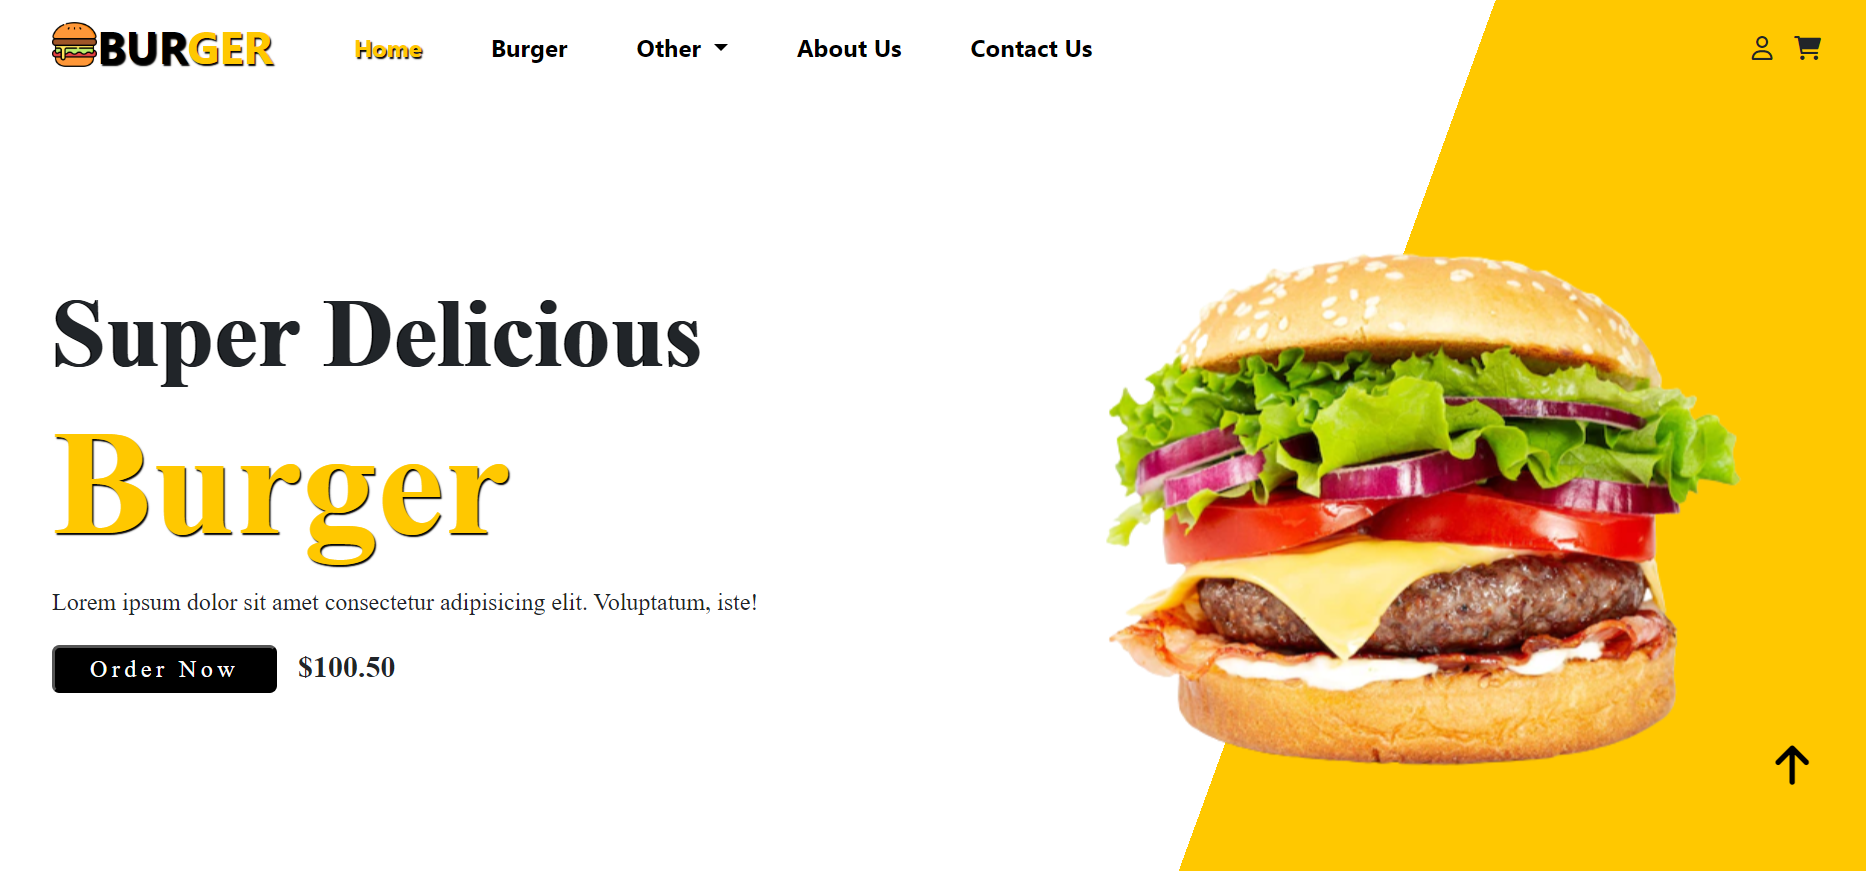 BURGER Home Burger Other About Us Contact Us
Super Delicious
Burger
Lorem ipsum dolor sit amet consectetur adipisicing elit. Voluptatum, iste!
Order Now $100.50